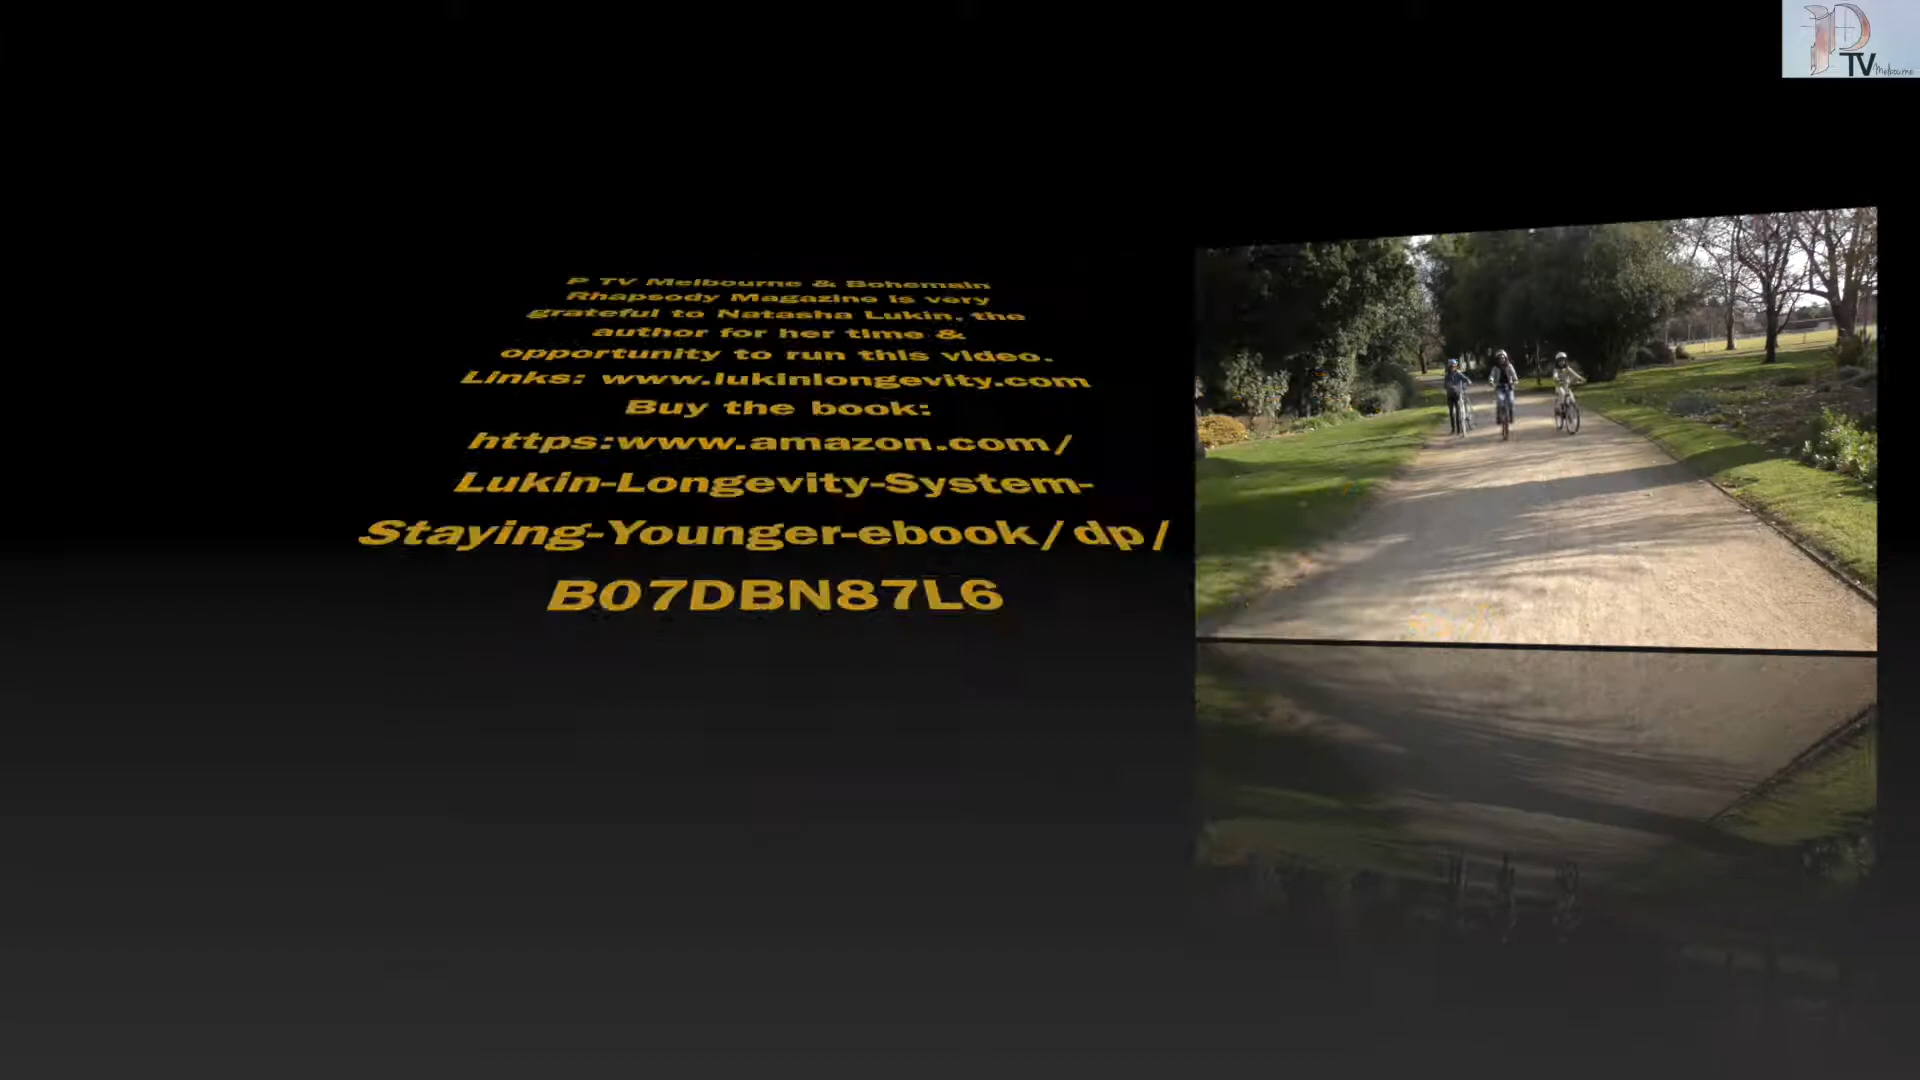 P TV Melbourne & Bohemain
Rhapsody Magazine is very
grateful to Natasha Lukin, the
author for her time &
opportunity to run this video.
Links: www.lukinlongevity.com
Buy the book:
https:www.amazon.com/
Lukin-Longevity-System-
Staying-Younger-ebook/dp/
B07DBN87L6
P
TV Melbourne